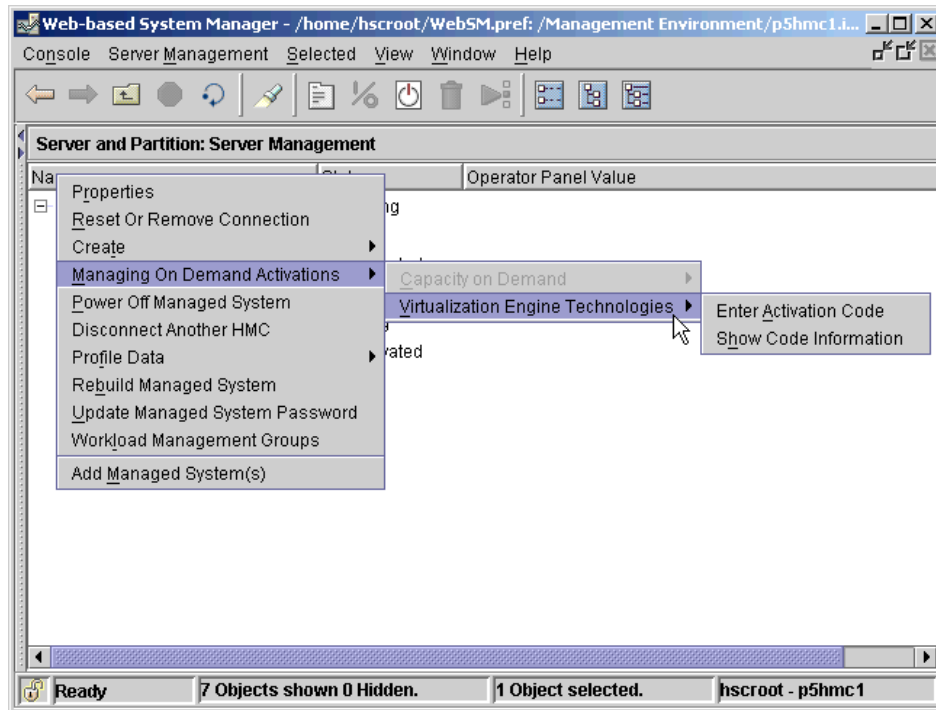 Web-based System Manager - /home/hscroot/WebSM.pref: /Management Environment/p5hmc1.i...
Console Server Management Selected View Window Help
Server and Partition: Server Management
Na
Operator Panel Value
Properties
ng
Reset Or Remove Connection
Create
Managing On Demand Activations
Capacity on Demand
Power Off Managed System
Virtualization Engine Technologies
Enter Activation Code
Disconnect Another HMC
Show Code Information
Profile Data
vated
Rebuild Managed System
Update Managed System Password
Workload Management Groups
Add Managed System(s)
Ready
7 Objects shown 0 Hidden.
1 Object selected.
hscroot - p5hmc1